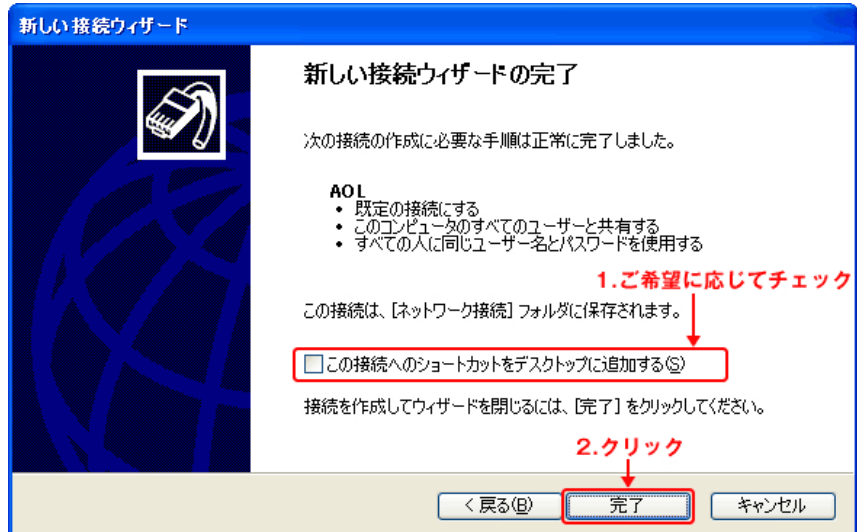 新しい接続ウィザード
新しい接続ウィザードの完了
次の接続の作成に必要な手順は正常に完了しました。
AOL
• 既定の接続にする
• このコンピュータのすべてのユーザーと共有する
• すべての人に同じユーザー名とパスワードを使用する
1.ご希望に応じてチェック
この接続は、[ネットワーク接続] フォルダに保存されます。
この接続へのショートカットをデスクトップに追加する(S)
接続を作成してウィザードを閉じるには、[完了] をクリックしてください。
2.クリック
< 戻る(B) 完了 キャンセル